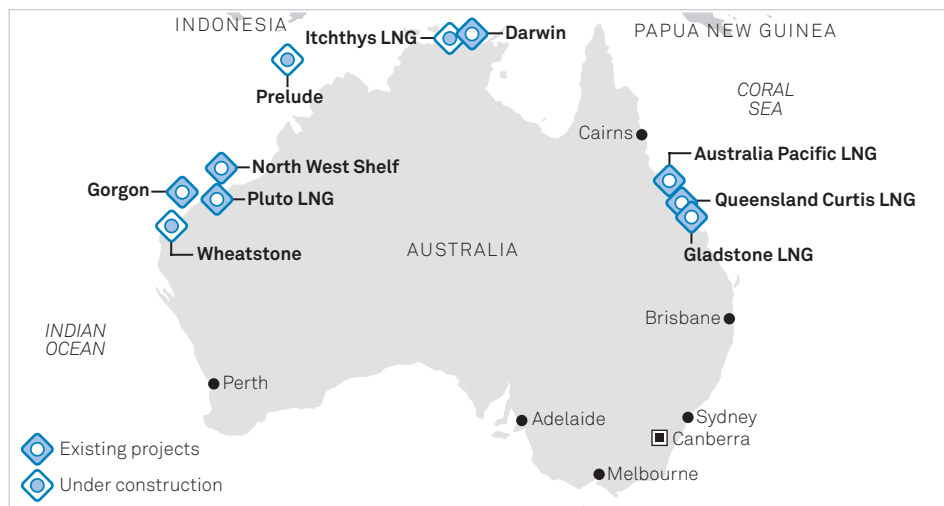 INDONESIA
PAPUA NEW GUINEA
Itchthys LNG
Darwin
Prelude
CORAL
SEA
Cairns
Australia Pacific LNG
North West Shelf
Gorgon
Pluto LNG
Queensland Curtis LNG
Wheatstone
AUSTRALIA
Gladstone LNG
Brisbane
INDIAN
OCEAN
Perth
Adelaide
Sydney
Canberra
Melbourne
Existing projects
Under construction